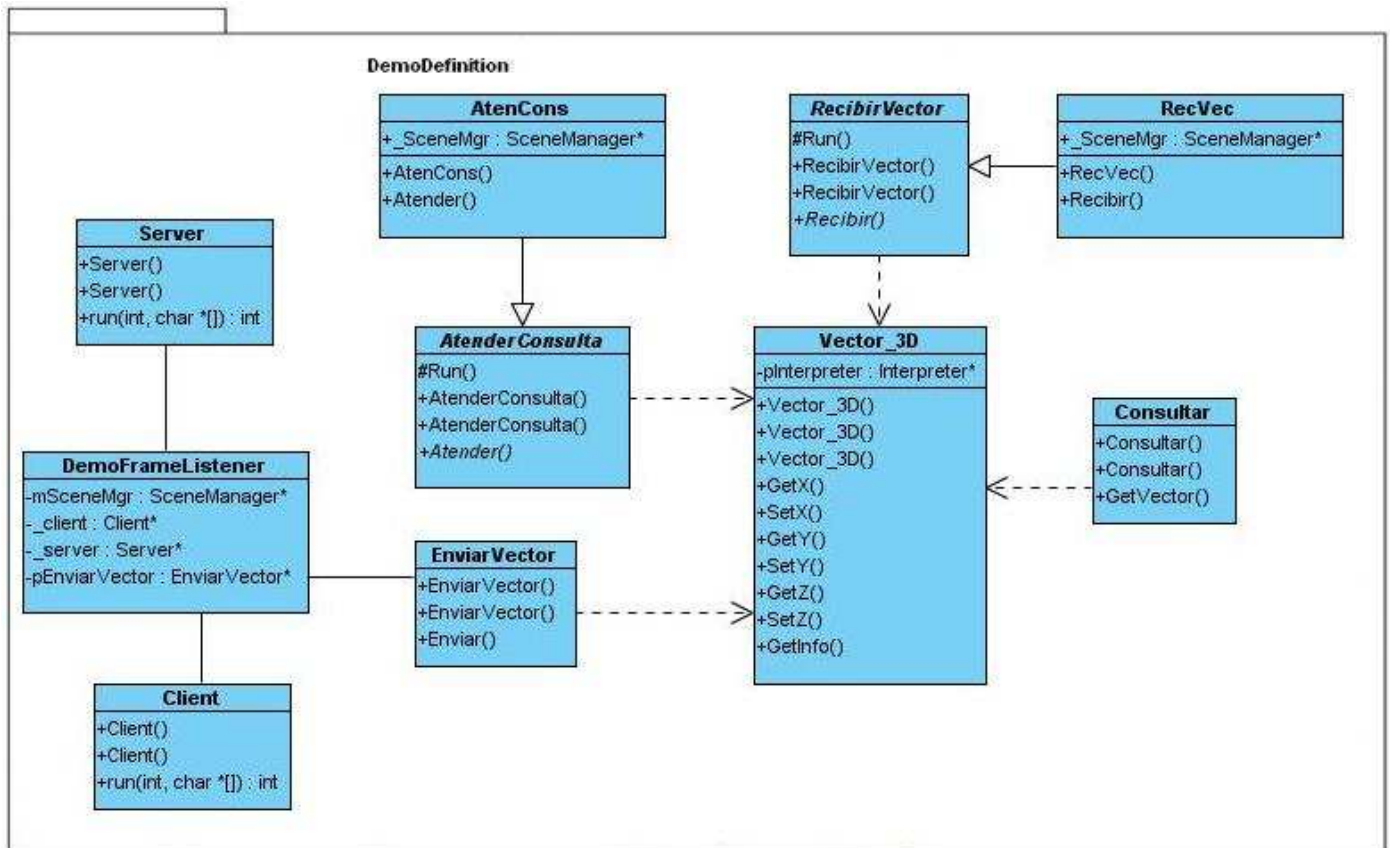 DemoDefinition
AtenCons
+_SceneMgr : SceneManager*
+AtenCons()
+Atender()
RecibirVector
#Run()
+RecibirVector()
+RecibirVector()
+Recibir()
RecVec
+_SceneMgr : SceneManager*
+RecVec()
+Recibir()
Server
+Server()
+Server()
+run(int, char *[]) : int
AtenderConsulta
#Run()
+AtenderConsulta()
+AtenderConsulta()
+Atender()
Vector_3D
-pInterpreter : Interpreter*
+Vector_3D()
+Vector_3D()
+Vector_3D()
+GetX()
+SetX()
+GetY()
+SetY()
+GetZ()
+SetZ()
+GetInfo()
Consultar
+Consultar()
+Consultar()
+GetVector()
DemoFrameListener
-mSceneMgr : SceneManager*
-_client : Client*
-_server : Server*
-pEnviarVector : EnviarVector*
EnviarVector
+EnviarVector()
+EnviarVector()
+Enviar()
Client
+Client()
+Client()
+run(int, char *[]) : int